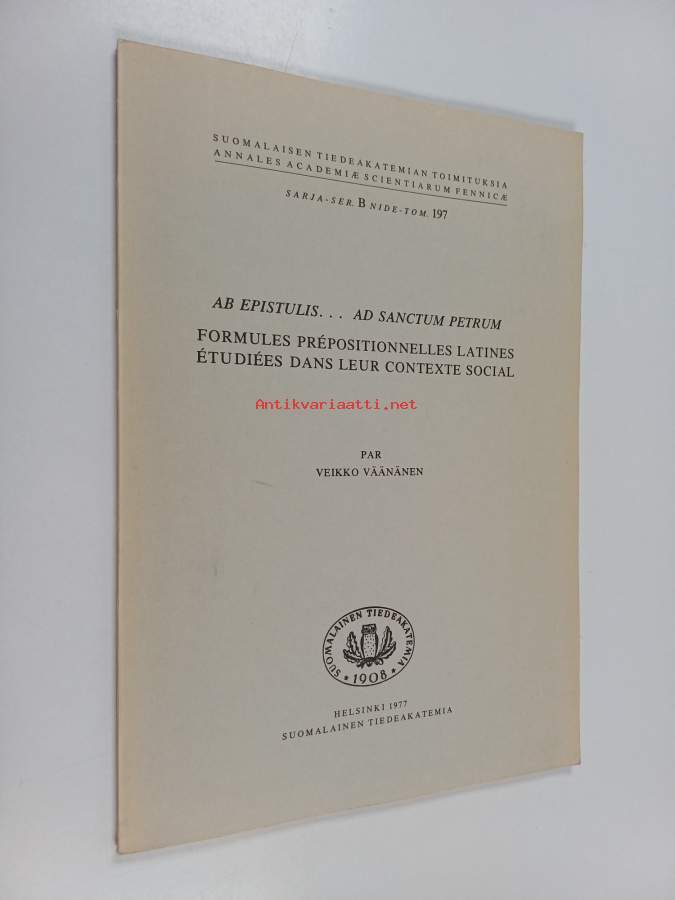 SUOMALAISEN TIEDEAKATEMIAN TOIMITUKSIA
ANNALES ACADEMIÆ SCIENTIARUM FENNICÆ
SARJA-SER. B NIDE-TOM. 197
AB EPISTULIS. . . AD SANCTUM PETRUM
FORMULES PRÉPOSITIONNELLES LATINES
ÉTUDIÉES DANS LEUR CONTEXTE SOCIAL
Antikvariaatti.net
PAR
VEIKKO VÄÄNÄNEN
SUOMALAINEN TIEDEAKATEMIA
* 1908 *
HELSINKI 1977
SUOMALAINEN TIEDEAKATEMIA